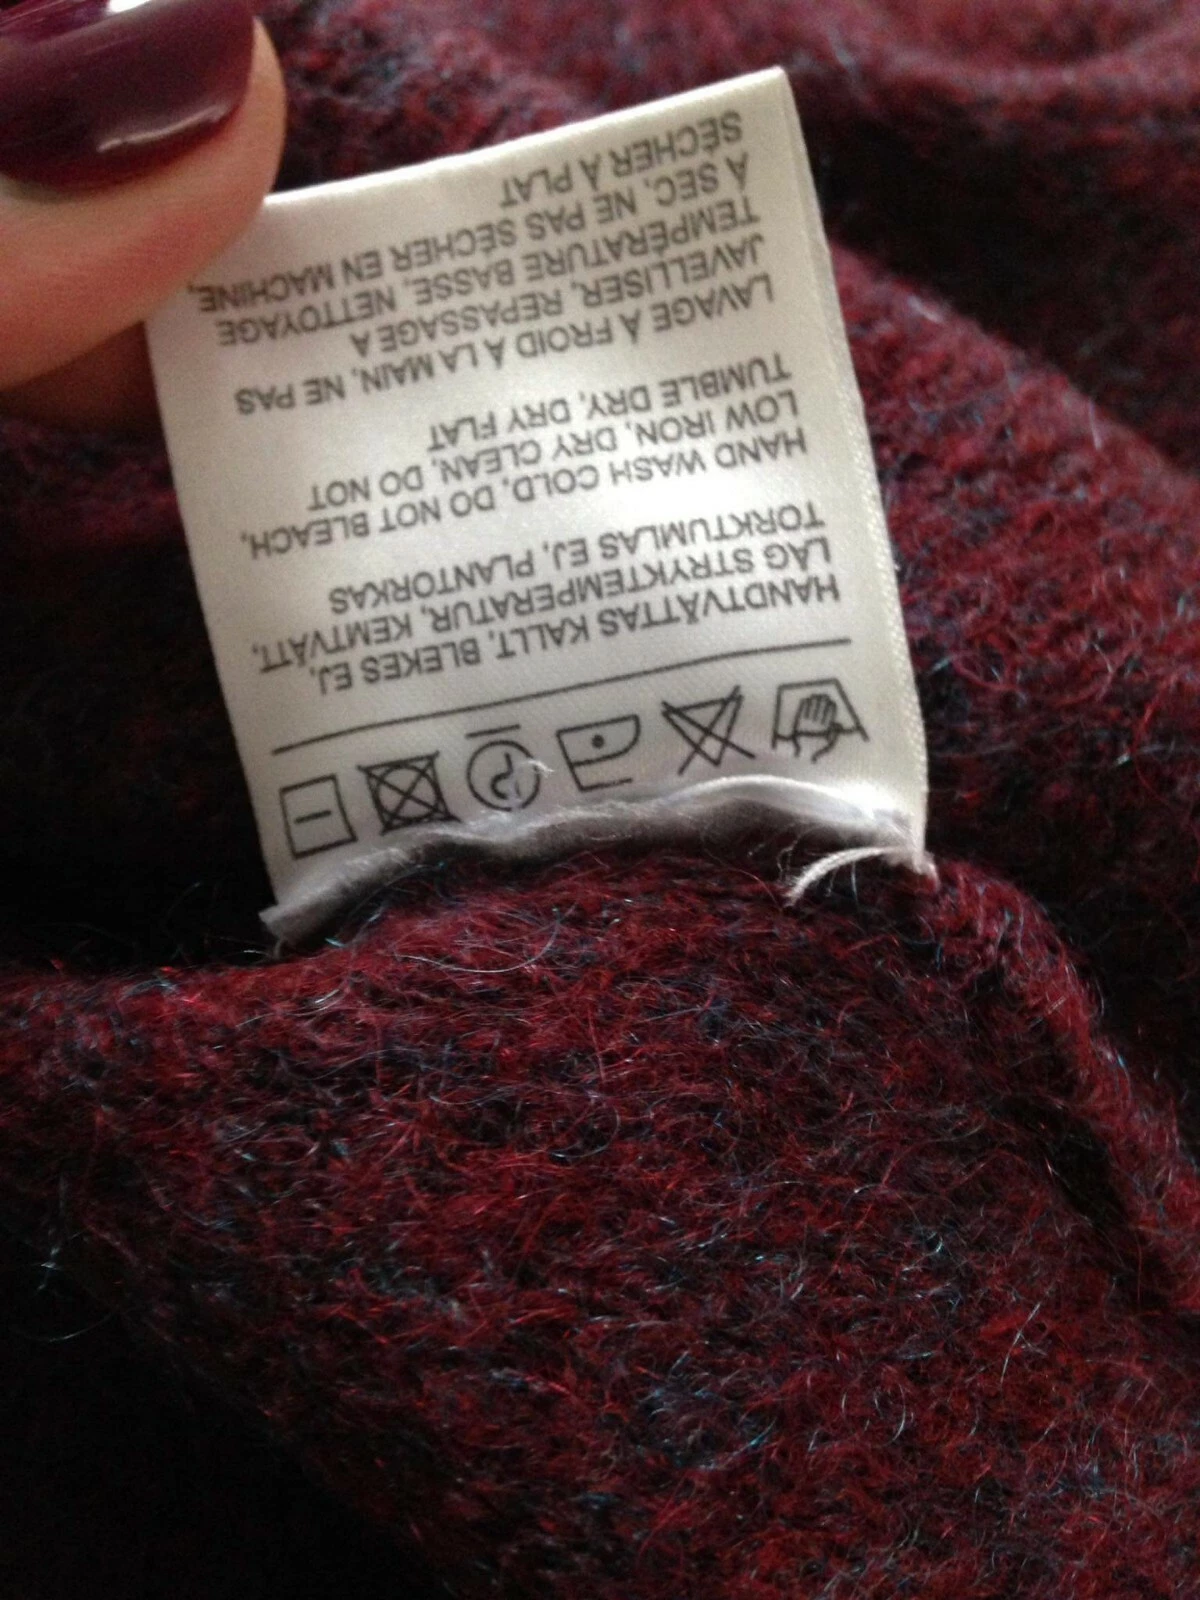 HANDTVÄTTAS KALLT, BLEKES EJ,
LÅG STRYKTEMPERATUR, KEMTVÄTT,
TORKTUMLAS EJ, PLANTORKAS
HAND WASH COLD, DO NOT BLEACH,
LOW IRON, DRY CLEAN, DO NOT
TUMBLE DRY, DRY FLAT
LAVAGE À FROID À LA MAIN, NE PAS
JAVELLISER, REPASSAGE A
TEMPÉRATURE BASSE, NETTOYAGE
À SEC, NE PAS SÉCHER EN MACHINE,
SÉCHER À PLAT